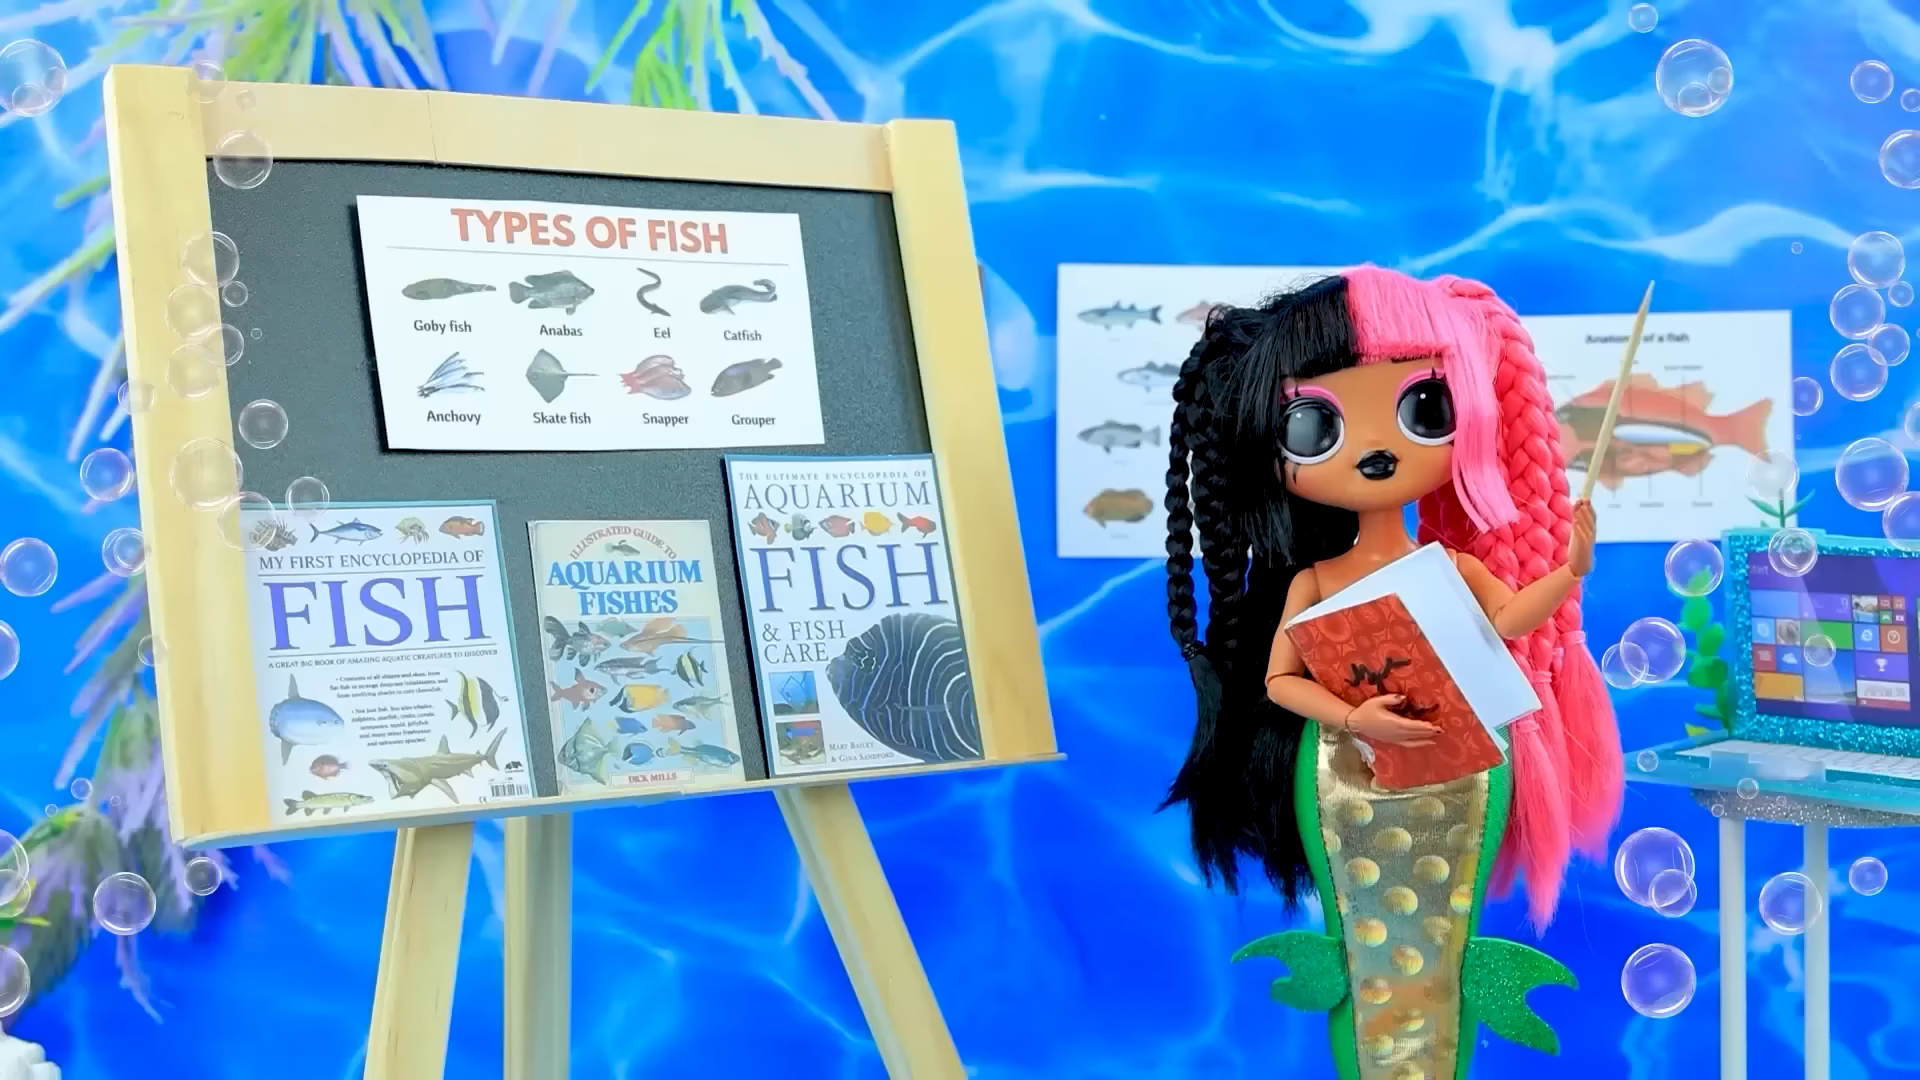 TYPES OF FISH
Goby fish
Anabas
Eel
Catfish
Anchovy
Skate fish
Snapper
Grouper
MY FIRST ENCYCLOPEDIA OF
FISH
A GREAT BIG BOOK OF AMAZING AQUATIC CREATURES TO DISCOVER
ILLUSTRATED GUIDE TO
AQUARIUM
FISHES
DICK MILLS
THE ULTIMATE ENCYCLOPEDIA OF
AQUARIUM
FISH
& FISH
CARE
MARY BAILEY
& GINA SANDFORD
of a fish